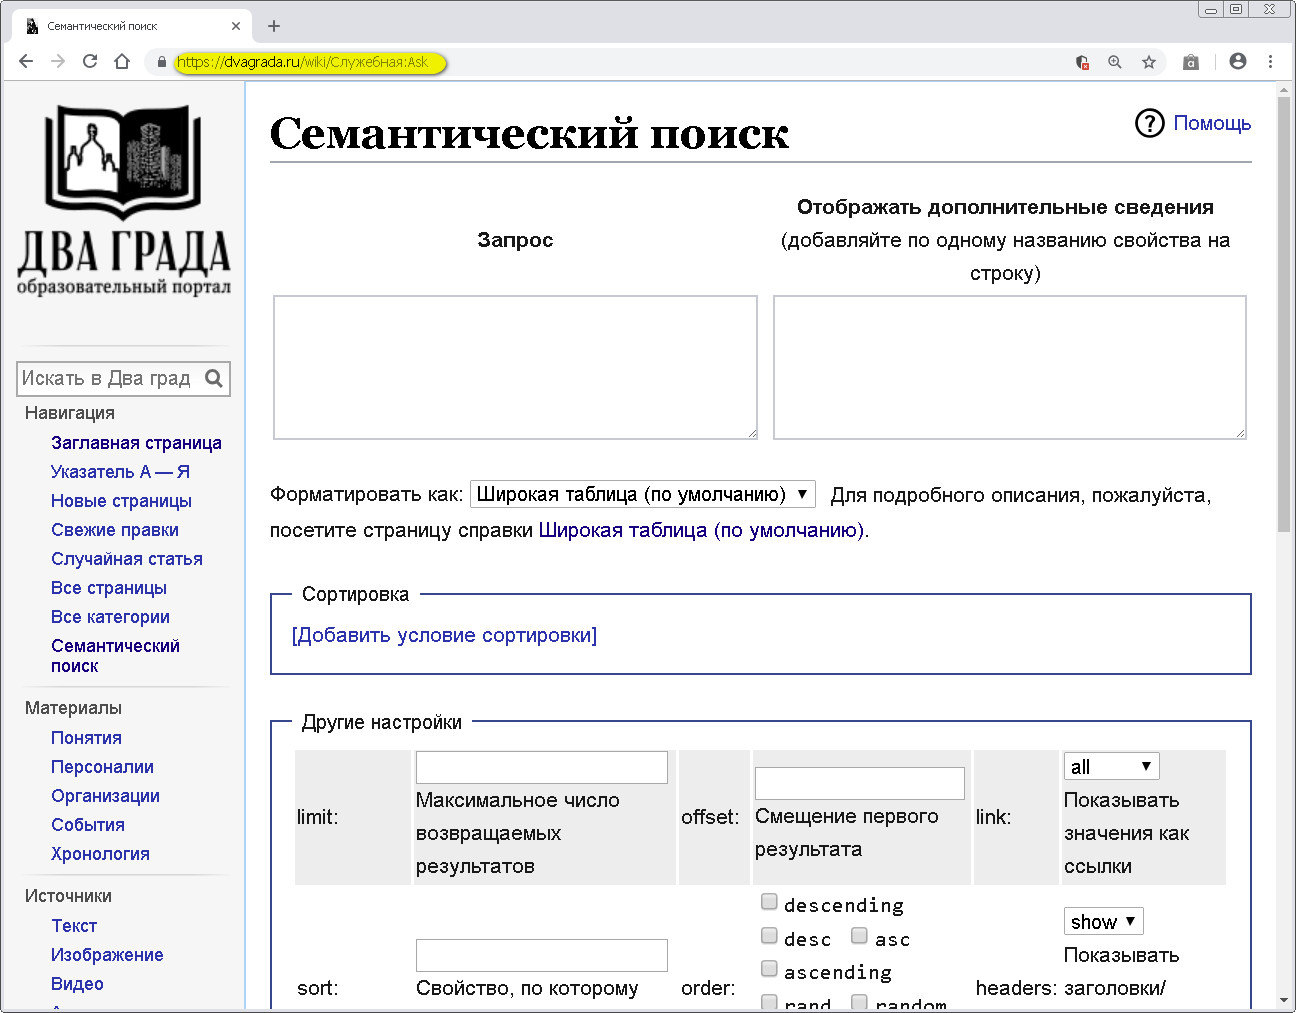 Семантический поиск
https://dvagrada.ru/wiki/Служебная:Ask
ДВА ГРАДА
образовательный портал
Искать в Два град
Навигация
Заглавная страница
Указатель А — Я
Новые страницы
Свежие правки
Случайная статья
Все страницы
Все категории
Семантический
поиск
Материалы
Понятия
Персоналии
Организации
События
Хронология
Источники
Текст
Изображение
Видео
Семантический поиск
? Помощь
Запрос
Отображать дополнительные сведения
(добавляйте по одному названию свойства на
строку)
Форматировать как: Широкая таблица (по умолчанию) Для подробного описания, пожалуйста,
посетите страницу справки Широкая таблица (по умолчанию).
Сортировка
[Добавить условие сортировки]
Другие настройки
limit:
Максимальное число
возвращаемых
результатов
offset:
Смещение первого
результата
link:
all
Показывать
значения как
ссылки
sort:
Свойство, по которому
order:
descending
desc asc
ascending
rand random
headers:
show
Показывать
заголовки/